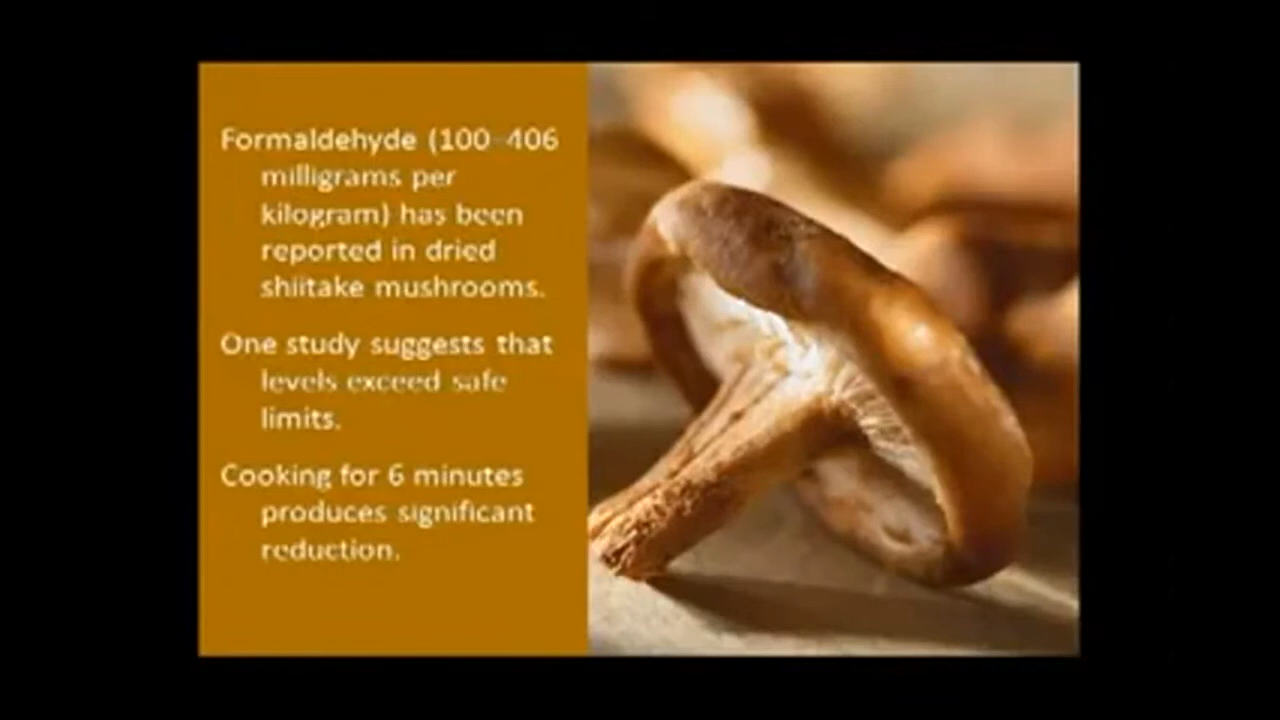 Formaldehyde (100–406
milligrams per
kilogram) has been
reported in dried
shiitake mushrooms.
One study suggests that
levels exceed safe
limits.
Cooking for 6 minutes
produces significant
reduction.